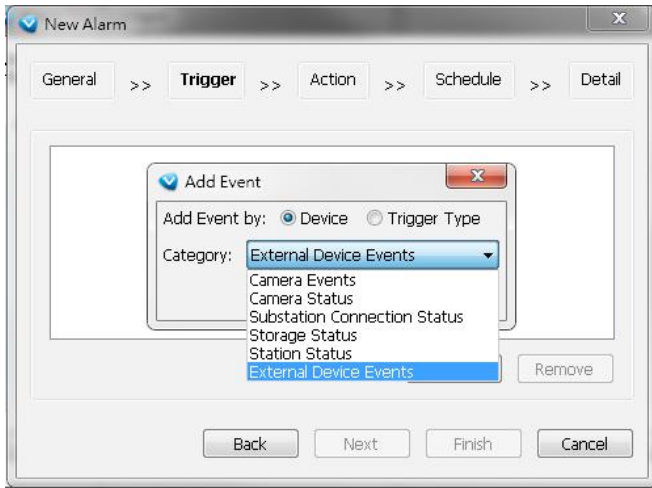 New Alarm
General >> Trigger >> Action >> Schedule >> Detail
Add Event
Add Event by: Device Trigger Type
Category: External Device Events
Camera Events
Camera Status
Substation Connection Status
Storage Status
Station Status
External Device Events
Remove
Back Next Finish Cancel